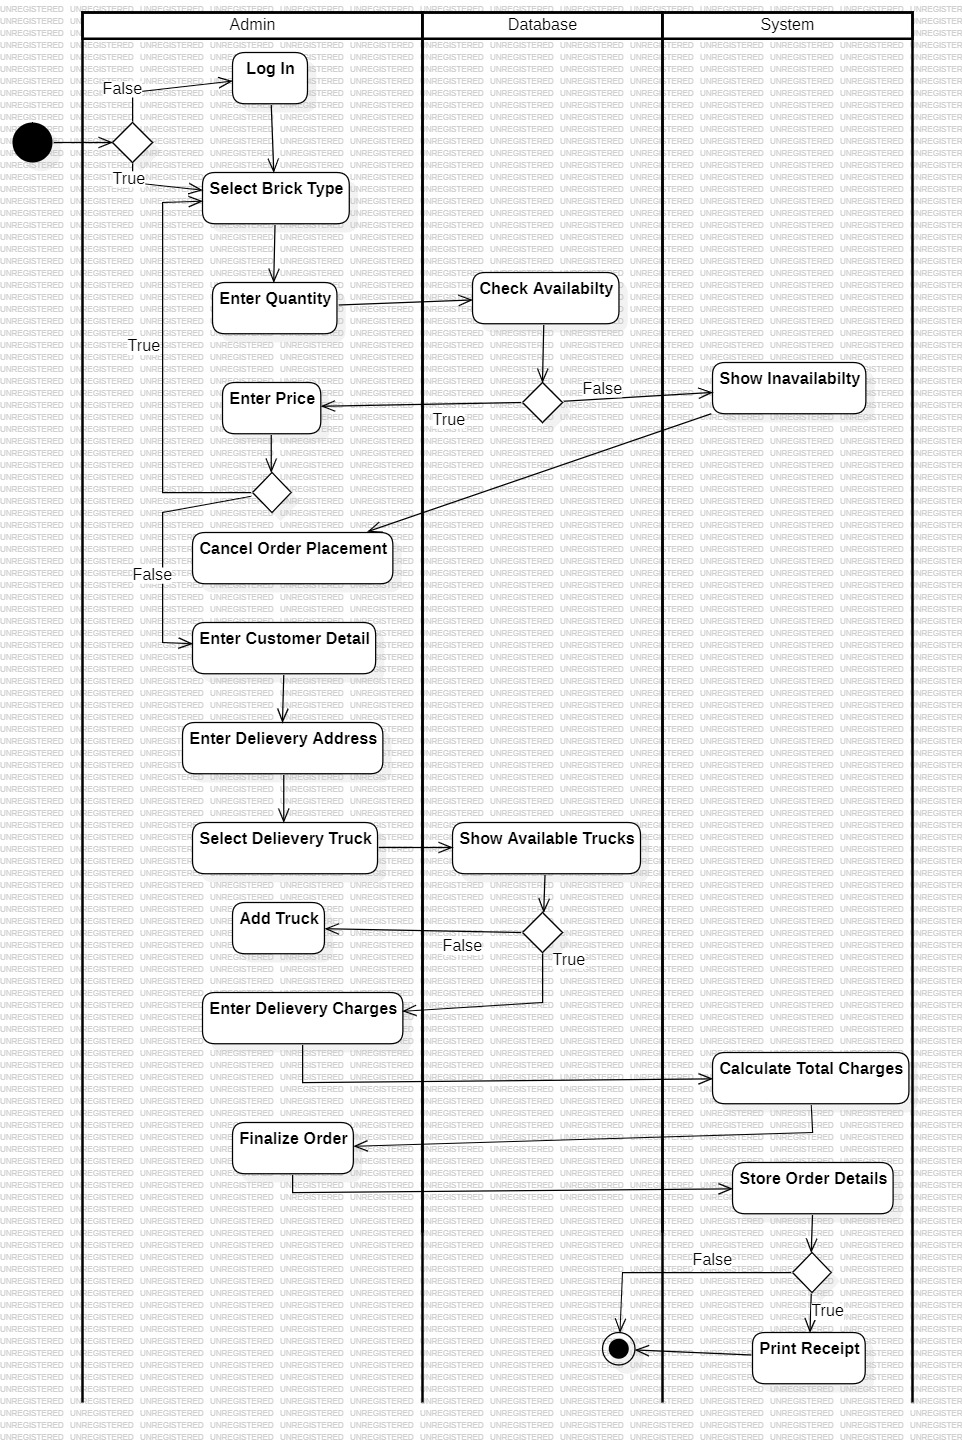 Admin
Database
System
Log In
False
True
Select Brick Type
Enter Quantity
Check Availabilty
True
Enter Price
False
Show Inavailabilty
True
Cancel Order Placement
False
Enter Customer Detail
Enter Delievery Address
Select Delievery Truck
Show Available Trucks
Add Truck
False
True
Enter Delievery Charges
Calculate Total Charges
Finalize Order
Store Order Details
False
True
Print Receipt
UNREGISTERED